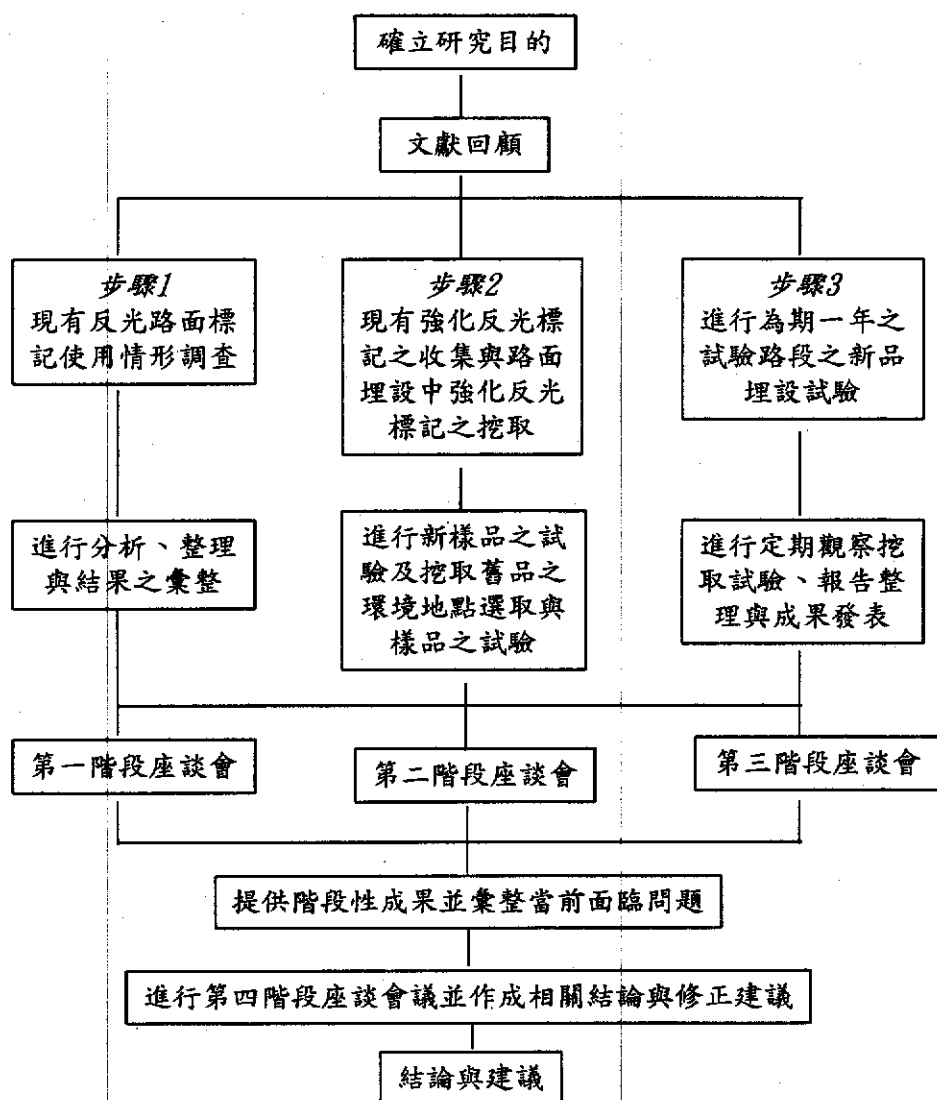 確立研究目的
文獻回顧
步驟1
現有反光路面標
記使用情形調查
步驟2
現有強化反光標
記之收集與路面
埋設中強化反光
標記之挖取
步驟3
進行為期一年之
試驗路段之新品
埋設試驗
進行分析、整理
與結果之彙整
進行新樣品之試
驗及挖取舊品之
環境地點選取與
樣品之試驗
進行定期觀察挖
取試驗、報告整
理與成果發表
第一階段座談會
第二階段座談會
第三階段座談會
提供階段性成果並彙整當前面臨問題
進行第四階段座談會議並作成相關結論與修正建議
結論與建議